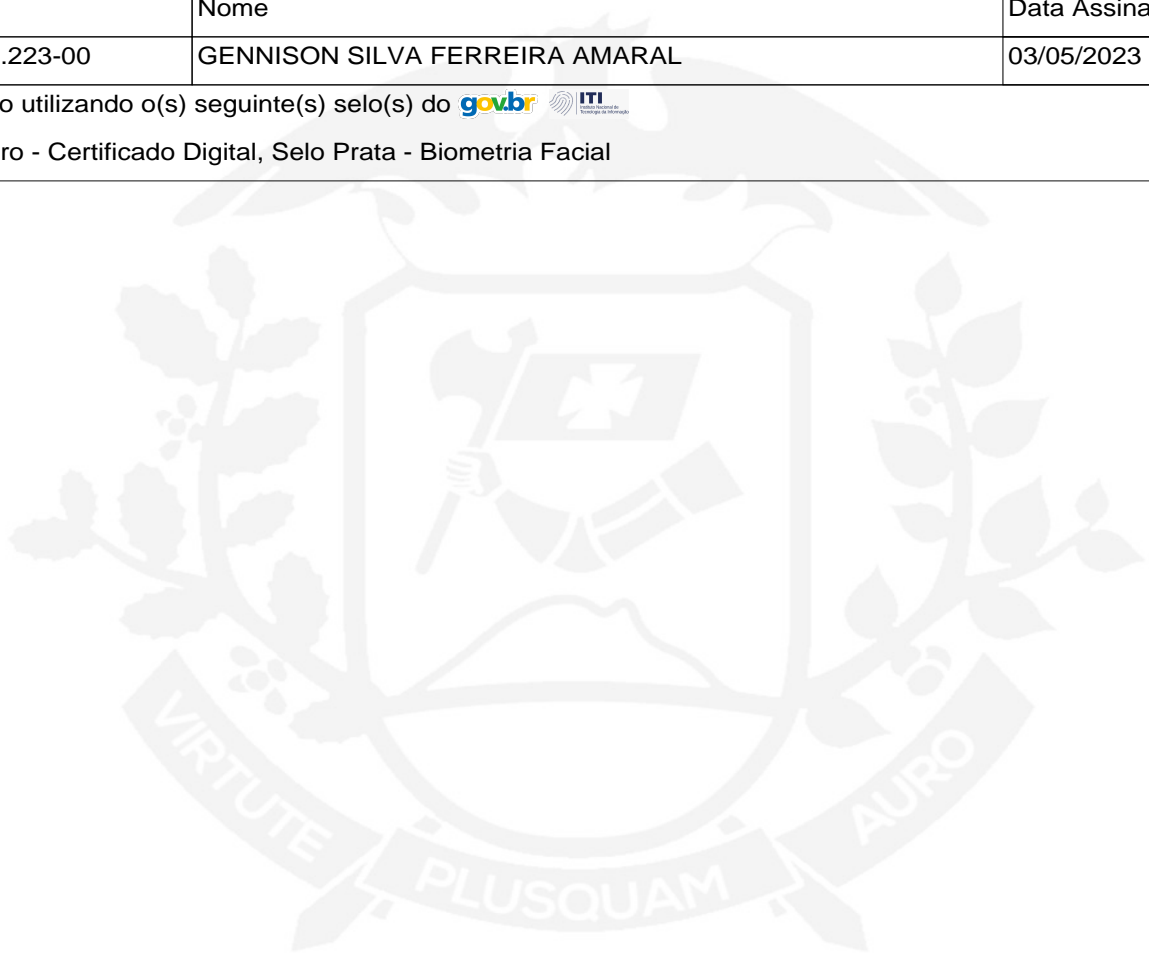 Nome Data Assina
.223-00 GENNISON SILVA FERREIRA AMARAL 03/05/2023
o utilizando o(s) seguinte(s) selo(s) do gov.br ITI
ro - Certificado Digital, Selo Prata - Biometria Facial
VIRTUTE PLUSQUAM AURO